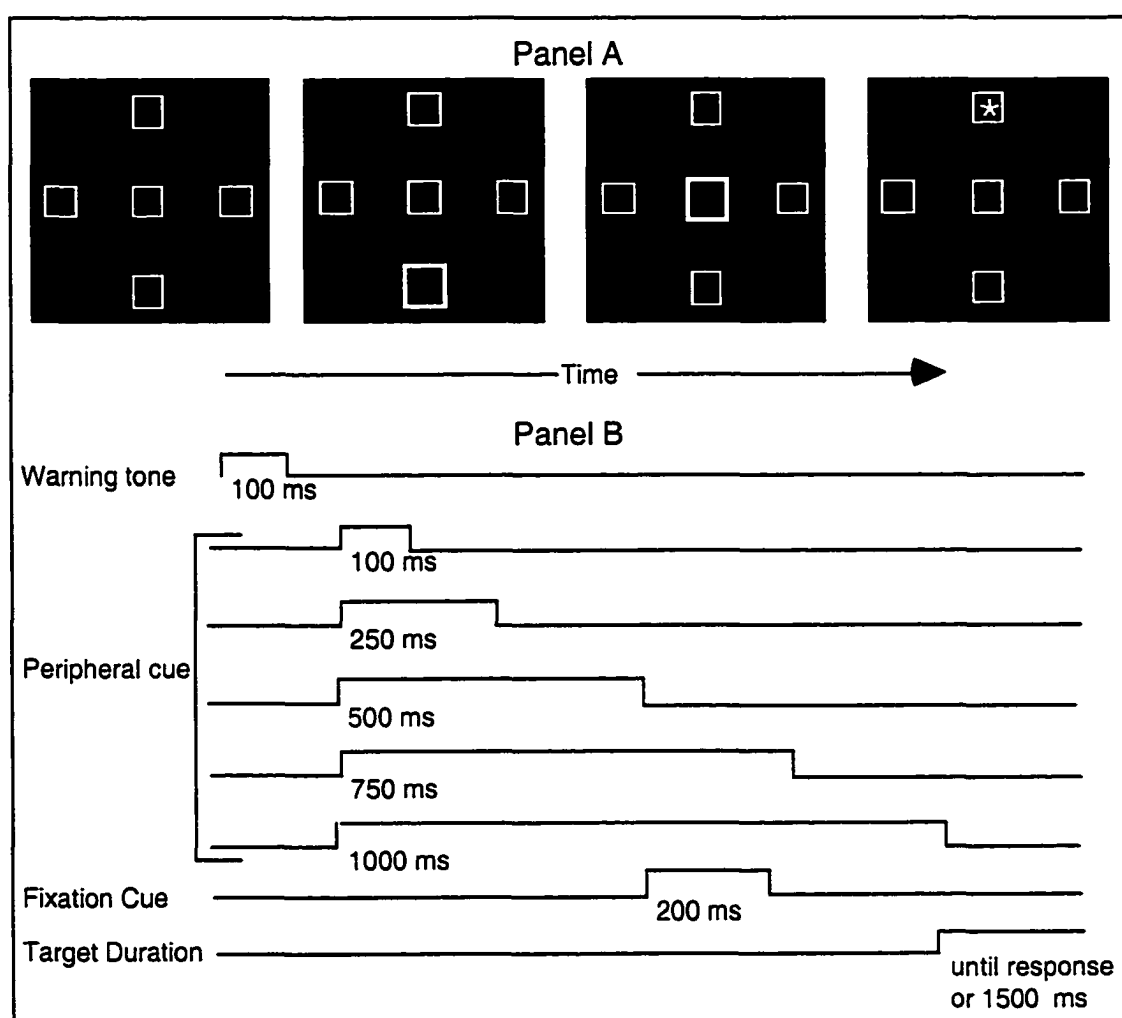 Panel A
*
Time
Panel B
Warning tone
100 ms
100 ms
250 ms
Peripheral cue
500 ms
750 ms
1000 ms
Fixation Cue
200 ms
Target Duration
until response
or 1500 ms